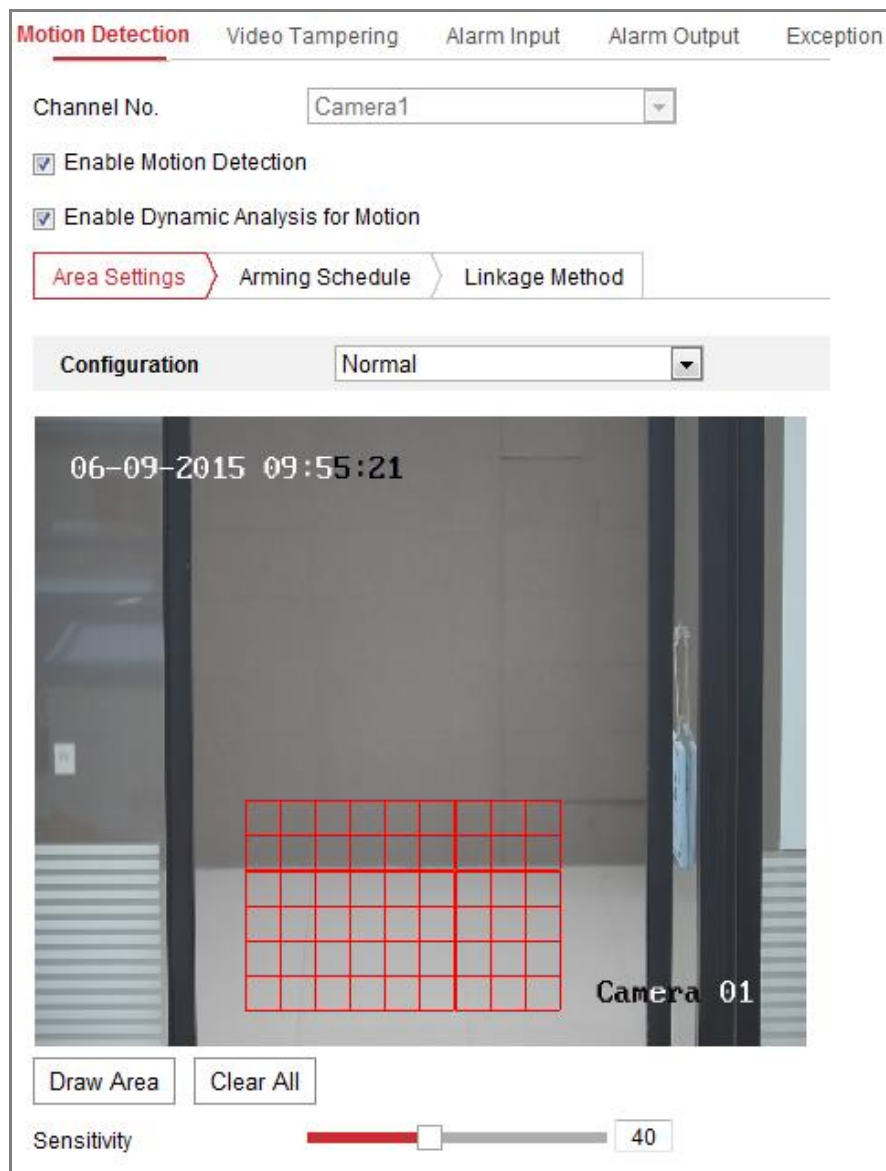 Motion Detection Video Tampering Alarm Input Alarm Output Exception
Channel No. Camera1
Enable Motion Detection
Enable Dynamic Analysis for Motion
Area Settings Arming Schedule Linkage Method
Configuration Normal
06-09-2015 09:55:21
Camera 01
Draw Area Clear All
Sensitivity 40